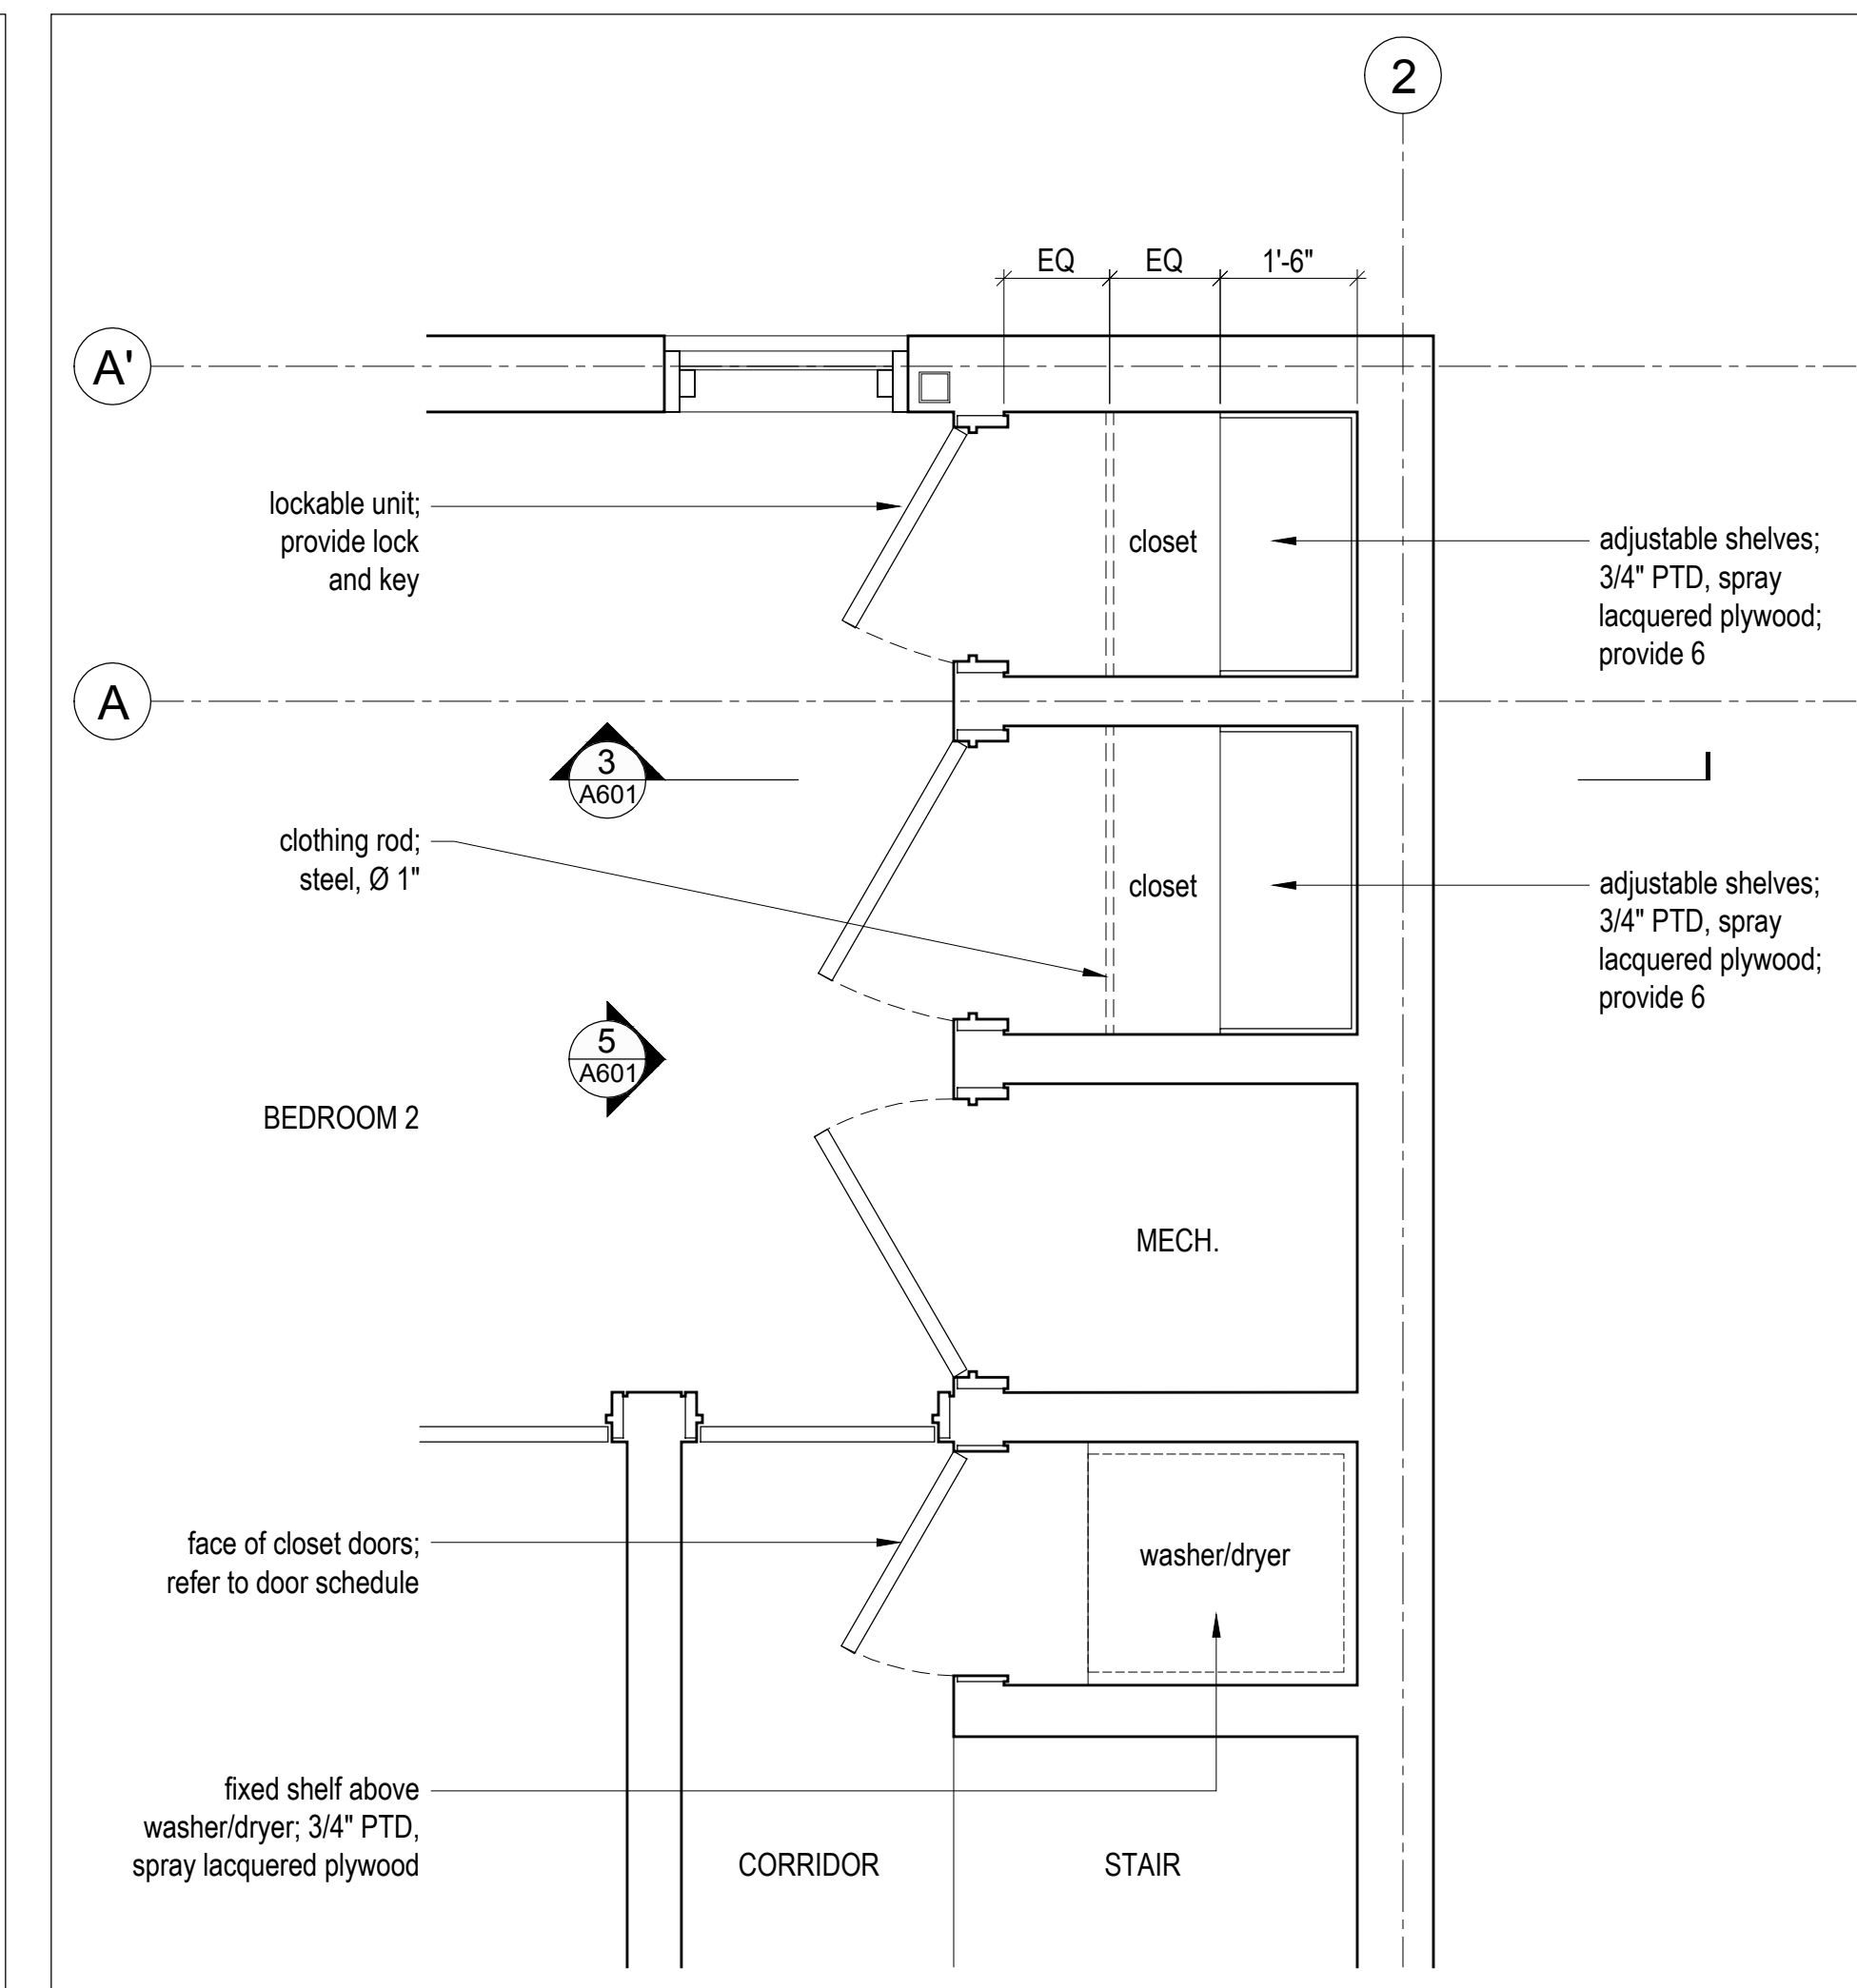 2
EQ
EQ
1'-6"
A'
lockable unit;
provide lock
and key
closet
adjustable shelves;
3/4" PTD, spray
lacquered plywood;
provide 6
A
3
A601
clothing rod;
steel, Ø 1"
closet
adjustable shelves;
3/4" PTD, spray
lacquered plywood;
provide 6
5
A601
BEDROOM 2
MECH.
face of closet doors;
refer to door schedule
washer/dryer
fixed shelf above
washer/dryer; 3/4" PTD,
spray lacquered plywood
CORRIDOR
STAIR